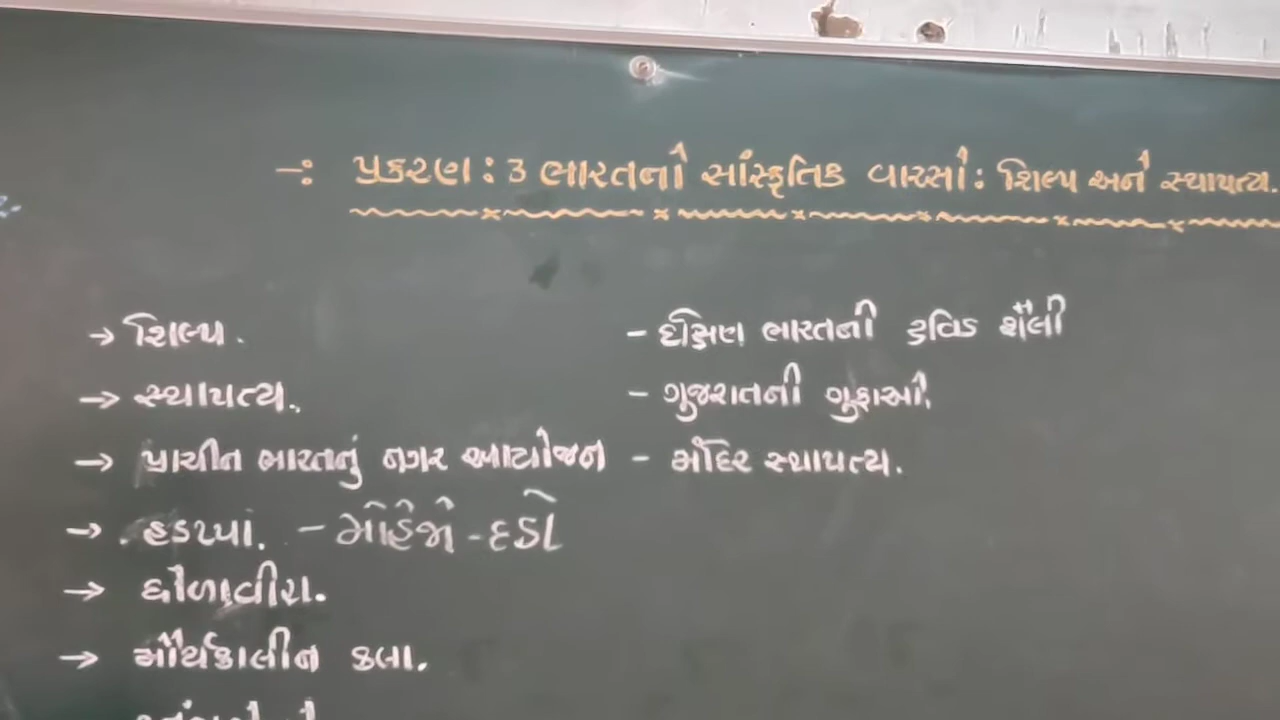 -: પ્રકરણ : 3 ભારતનો સાંસ્કૃતિક વારસો : શિલ્પ અને સ્થાપત્ય.
→ શિલ્પ.
→ સ્થાપત્ય.
→ પ્રાચીન ભારતનું નગર આયોજન
→ હડપ્પા. - મોહેંજો - દડો
→ ધોળાવીરા.
→ મૌર્યકાલીન કલા.
- દક્ષિણ ભારતની દ્રવિડ શૈલી
- ગુજરાતની ગુફાઓ.
- મંદિર સ્થાપત્ય.